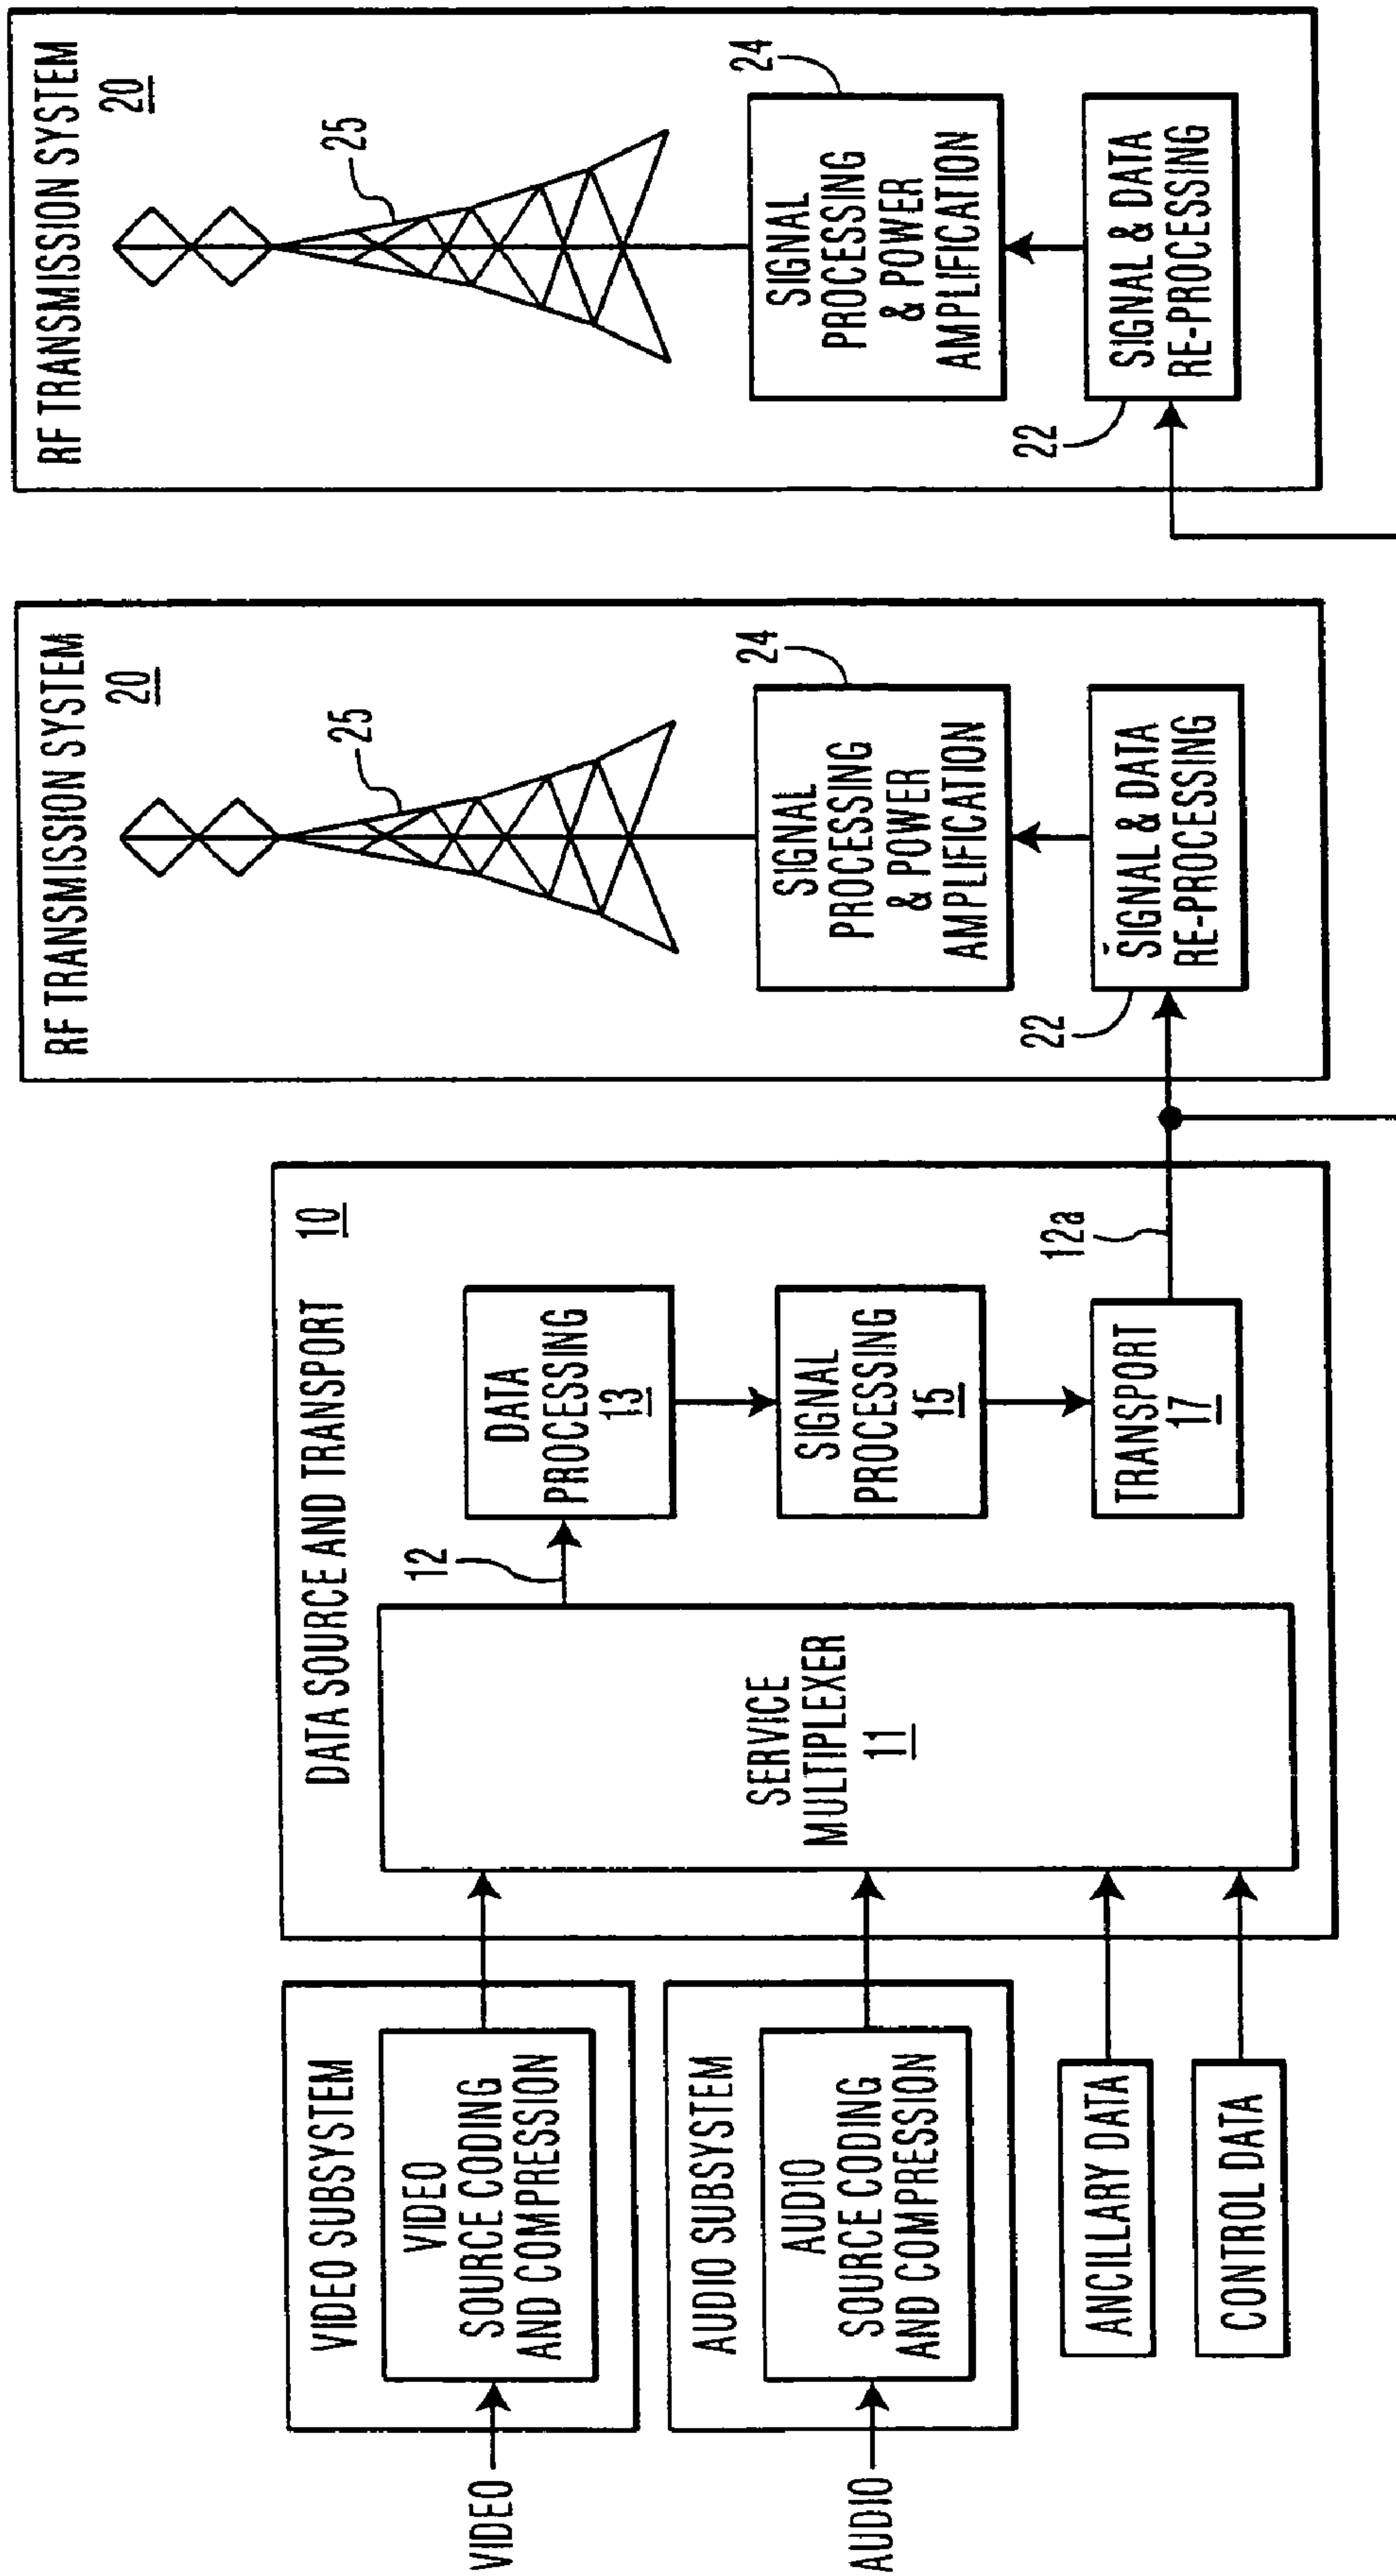 VIDEO
VIDEO SUBSYSTEM
VIDEO
SOURCE CODING
AND COMPRESSION
AUDIO
AUDIO SUBSYSTEM
AUDIO
SOURCE CODING
AND COMPRESSION
ANCILLARY DATA
CONTROL DATA
DATA SOURCE AND TRANSPORT
10
SERVICE
MULTIPLEXER
11
12
DATA
PROCESSING
13
SIGNAL
PROCESSING
15
TRANSPORT
17
12a
RF TRANSMISSION SYSTEM
20
25
24
SIGNAL
PROCESSING
& POWER
AMPLIFICATION
22
SIGNAL & DATA
RE-PROCESSING
RF TRANSMISSION SYSTEM
20
25
24
SIGNAL
PROCESSING
& POWER
AMPLIFICATION
22
SIGNAL & DATA
RE-PROCESSING